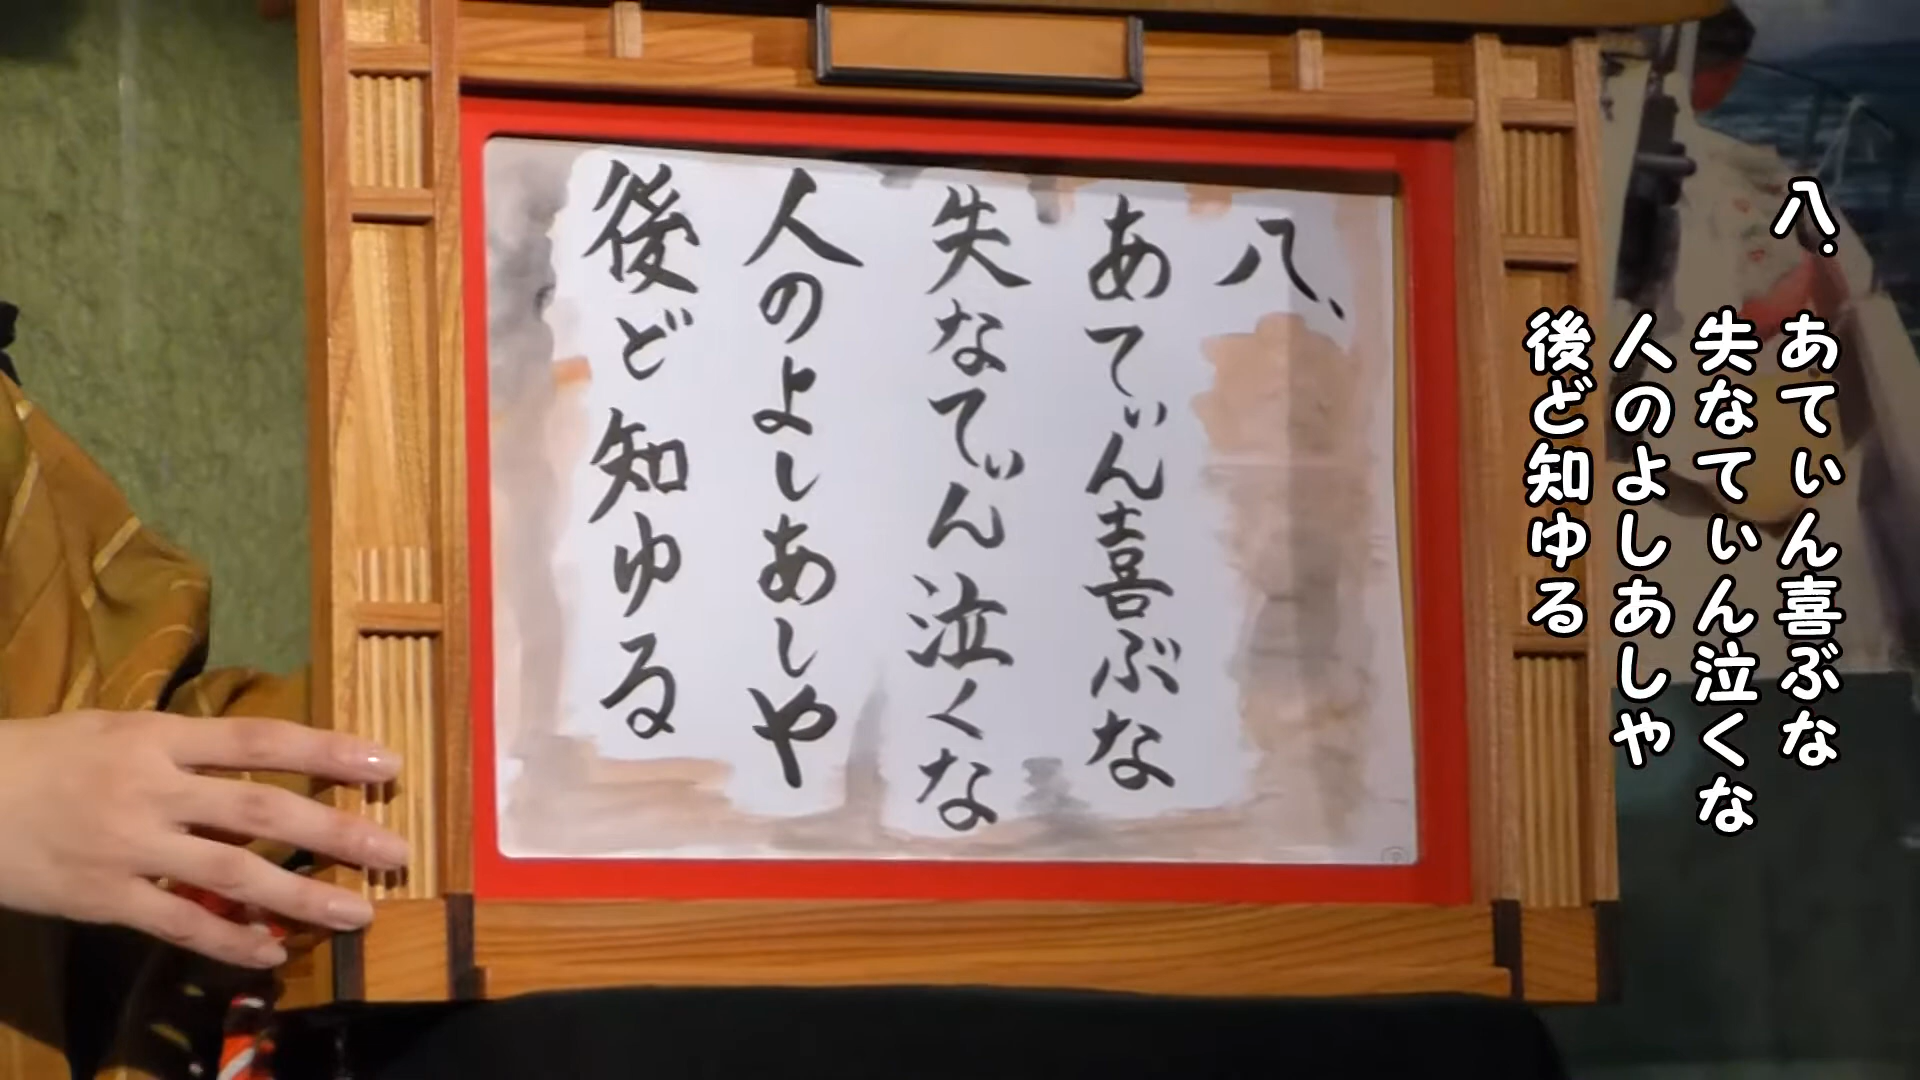 八、
あてぃん喜ぶな
失なてぃん泣くな
人のよしあしや
後ど知ゆる
八.
あてぃん喜ぶな
失なてぃん泣くな
人のよしあしや
後ど知ゆる